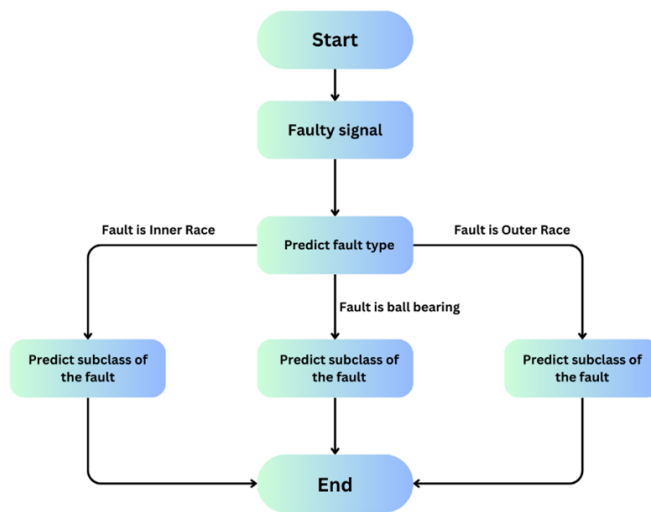 Start
Faulty signal
Fault is Inner Race
Predict fault type
Fault is Outer Race
Fault is ball bearing
Predict subclass of
the fault
Predict subclass of
the fault
Predict subclass of
the fault
End